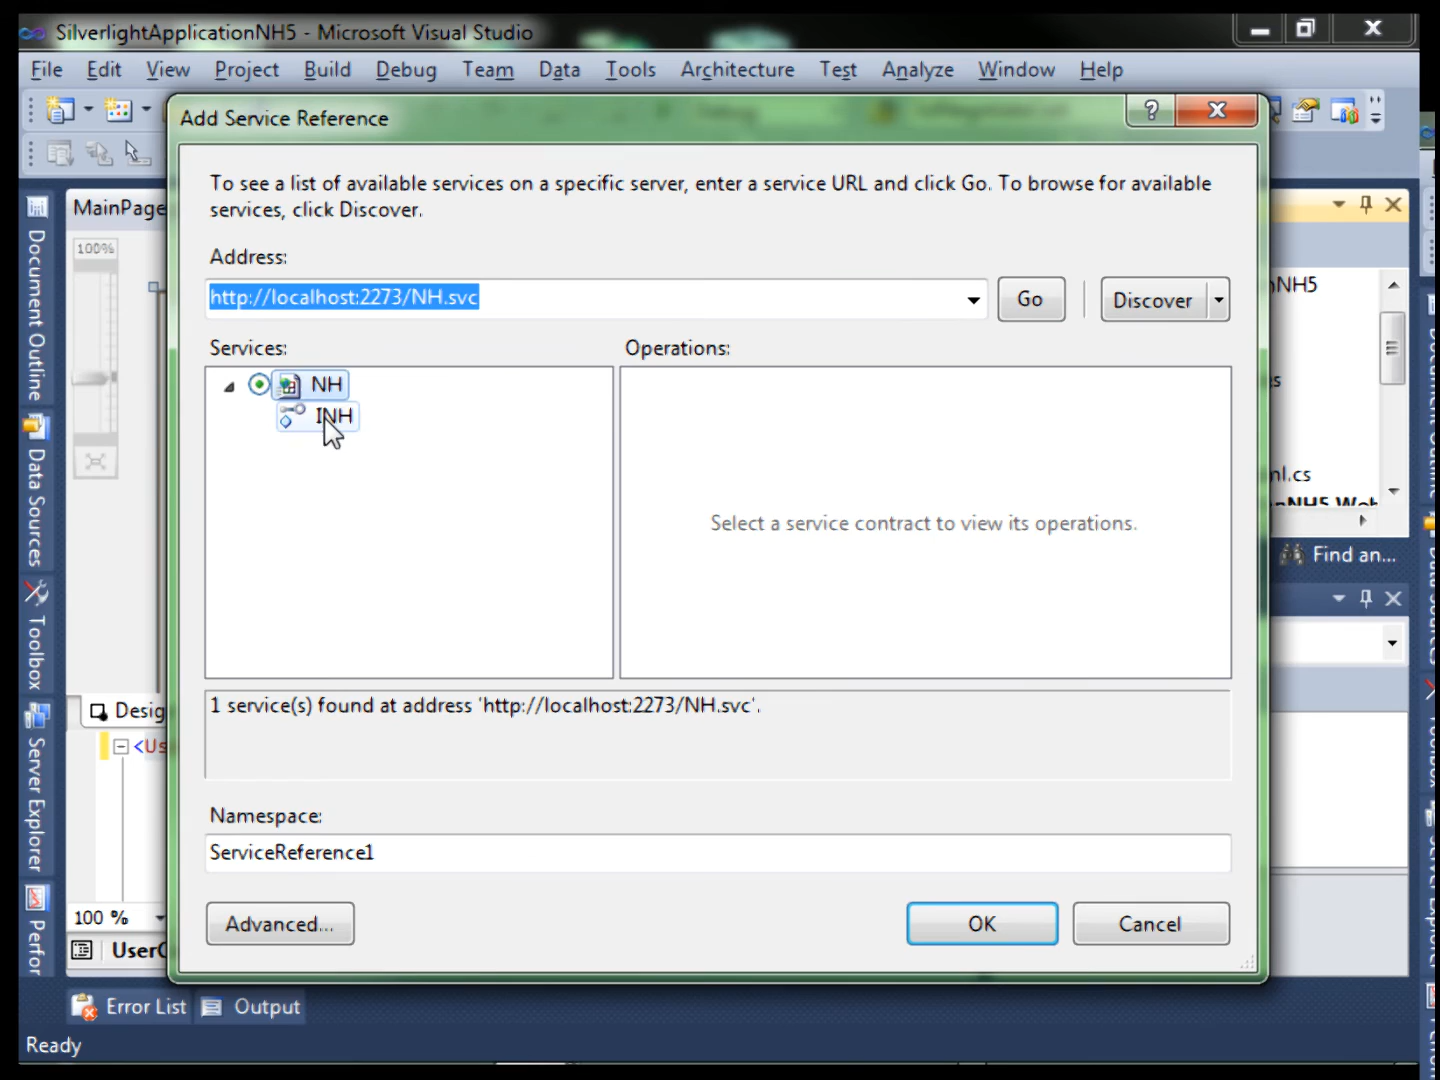 SilverlightApplicationNH5 - Microsoft Visual Studio
File Edit View Project Build Debug Team Data Tools Architecture Test Analyze Window Help
Add Service Reference
To see a list of available services on a specific server, enter a service URL and click Go. To browse for available
services, click Discover.
Address:
http://localhost:2273/NH.svc
Go
Discover
Services:
Operations:
NH
INH
Select a service contract to view its operations.
1 service(s) found at address 'http://localhost:2273/NH.svc'.
Namespace:
ServiceReference1
Advanced...
OK
Cancel
MainPage
100%
Document Outline
Data Sources
Toolbox
Server Explorer
Perfor
Desig
<Us
100 %
UserC
nNH5
s
ml.cs
Find an...
Error List
Output
Ready